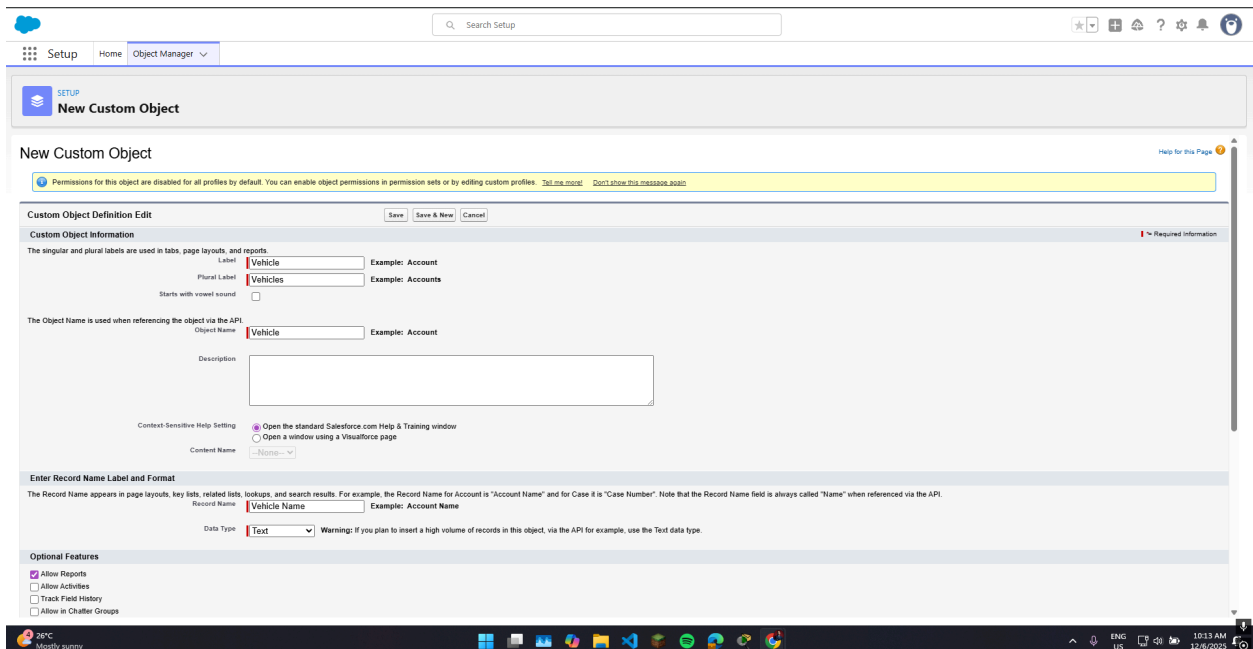 Search Setup
Setup Home Object Manager
SETUP
New Custom Object
New Custom Object
Help for this Page
Permissions for this object are disabled for all profiles by default. You can enable object permissions in permission sets or by editing custom profiles. Tell me more! Don't show this message again
Custom Object Definition Edit Save Save & New Cancel
Custom Object Information = Required Information
The singular and plural labels are used in tabs, page layouts, and reports.
Label Vehicle Example: Account
Plural Label Vehicles Example: Accounts
Starts with vowel sound
The Object Name is used when referencing the object via the API.
Object Name Vehicle Example: Account
Description
Context-Sensitive Help Setting Open the standard Salesforce.com Help & Training window
Open a window using a Visualforce page
Content Name --None--
Enter Record Name Label and Format
The Record Name appears in page layouts, key lists, related lists, lookups, and search results. For example, the Record Name for Account is "Account Name" and for Case it is "Case Number". Note that the Record Name field is always called "Name" when referenced via the API.
Record Name Vehicle Name Example: Account Name
Data Type Text Warning: If you plan to insert a high volume of records in this object, via the API for example, use the Text data type.
Optional Features
Allow Reports
Allow Activities
Track Field History
Allow in Chatter Groups
4 26°C
Mostly sunny
ENG
US
10:13 AM
12/6/2025